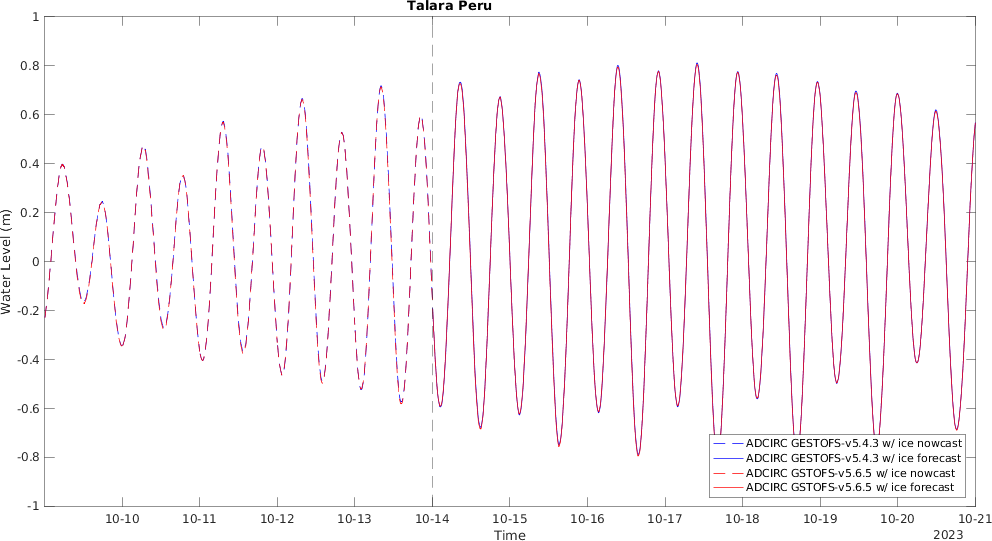 Talara Peru
1
0.8
0.6
0.4
0.2
0
-0.2
-0.4
-0.6
-0.8
-1
Water Level (m)
ADCIRC GESTOFS-v5.4.3 w/ ice nowcast
ADCIRC GESTOFS-v5.4.3 w/ ice forecast
ADCIRC GSTOFS-v5.6.5 w/ ice nowcast
ADCIRC GSTOFS-v5.6.5 w/ ice forecast
10-10 10-11 10-12 10-13 10-14 10-15 10-16 10-17 10-18 10-19 10-20 10-21
Time
2023